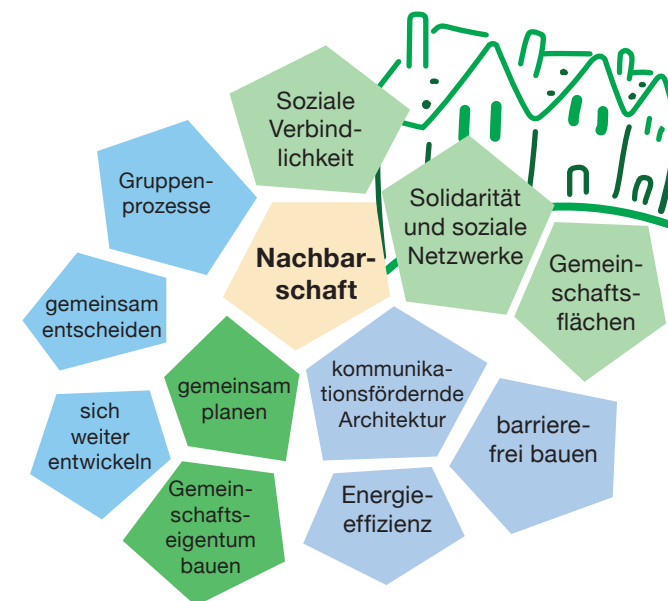 Soziale
Verbind-
lichkeit
Gruppen-
prozesse
Solidarität
und soziale
Netzwerke
Nachbar-
schaft
Gemein-
schafts-
flächen
gemeinsam
entscheiden
gemeinsam
planen
kommunika-
tionsfördernde
Architektur
sich
weiter
entwickeln
barriere-
frei bauen
Gemein-
schafts-
eigentum
bauen
Energie-
effizienz